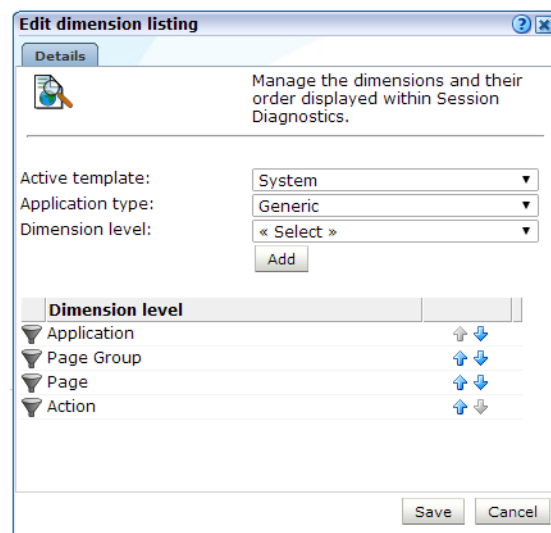 Edit dimension listing
Details
Manage the dimensions and their
order displayed within Session
Diagnostics.
Active template: System
Application type: Generic
Dimension level: « Select »
Add
Dimension level
Application
Page Group
Page
Action
Save Cancel